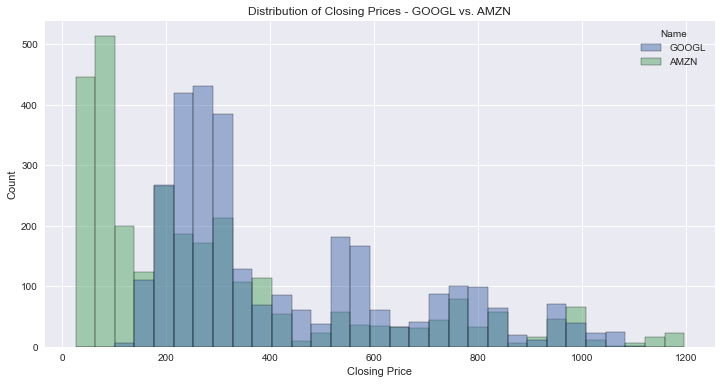 Distribution of Closing Prices - GOOGL vs. AMZN
Name
GOOGL
AMZN
500
400
300
200
100
0
Count
0 200 400 600 800 1000 1200
Closing Price